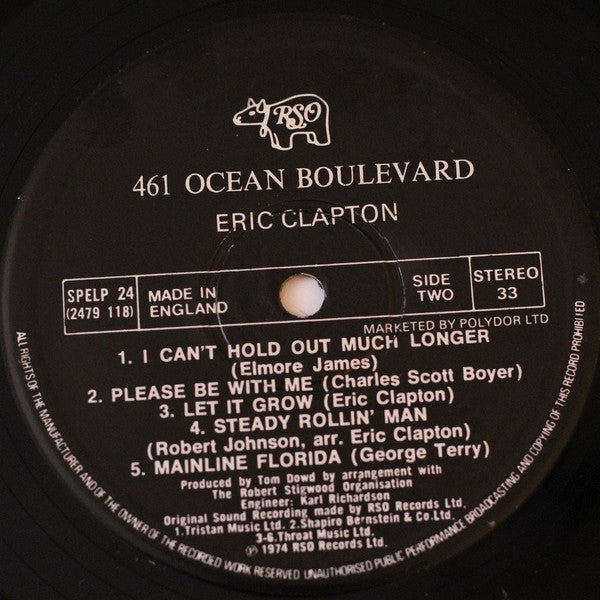 RSO
461 OCEAN BOULEVARD
ERIC CLAPTON
SPELP 24
(2479 118)
MADE IN
ENGLAND
SIDE
TWO
STEREO
33
MARKETED BY POLYDOR LTD
1. I CAN'T HOLD OUT MUCH LONGER
(Elmore James)
2. PLEASE BE WITH ME (Charles Scott Boyer)
3. LET IT GROW (Eric Clapton)
4. STEADY ROLLIN' MAN
(Robert Johnson, arr. Eric Clapton)
5. MAINLINE FLORIDA (George Terry)
Produced by Tom Dowd by arrangement with
The Robert Stigwood Organisation
Engineer: Karl Richardson
Original Sound Recording made by RSO Records Ltd.
1.Tristan Music Ltd. 2.Shapiro Bernstein & Co.Ltd.
3-6.Throat Music Ltd.
℗ 1974 RSO Records Ltd.
ALL RIGHTS OF THE MANUFACTURER AND OF THE OWNER OF THE RECORDED WORK RESERVED UNAUTHORISED PUBLIC PERFORMANCE BROADCASTING AND COPYING OF THIS RECORD PROHIBITED